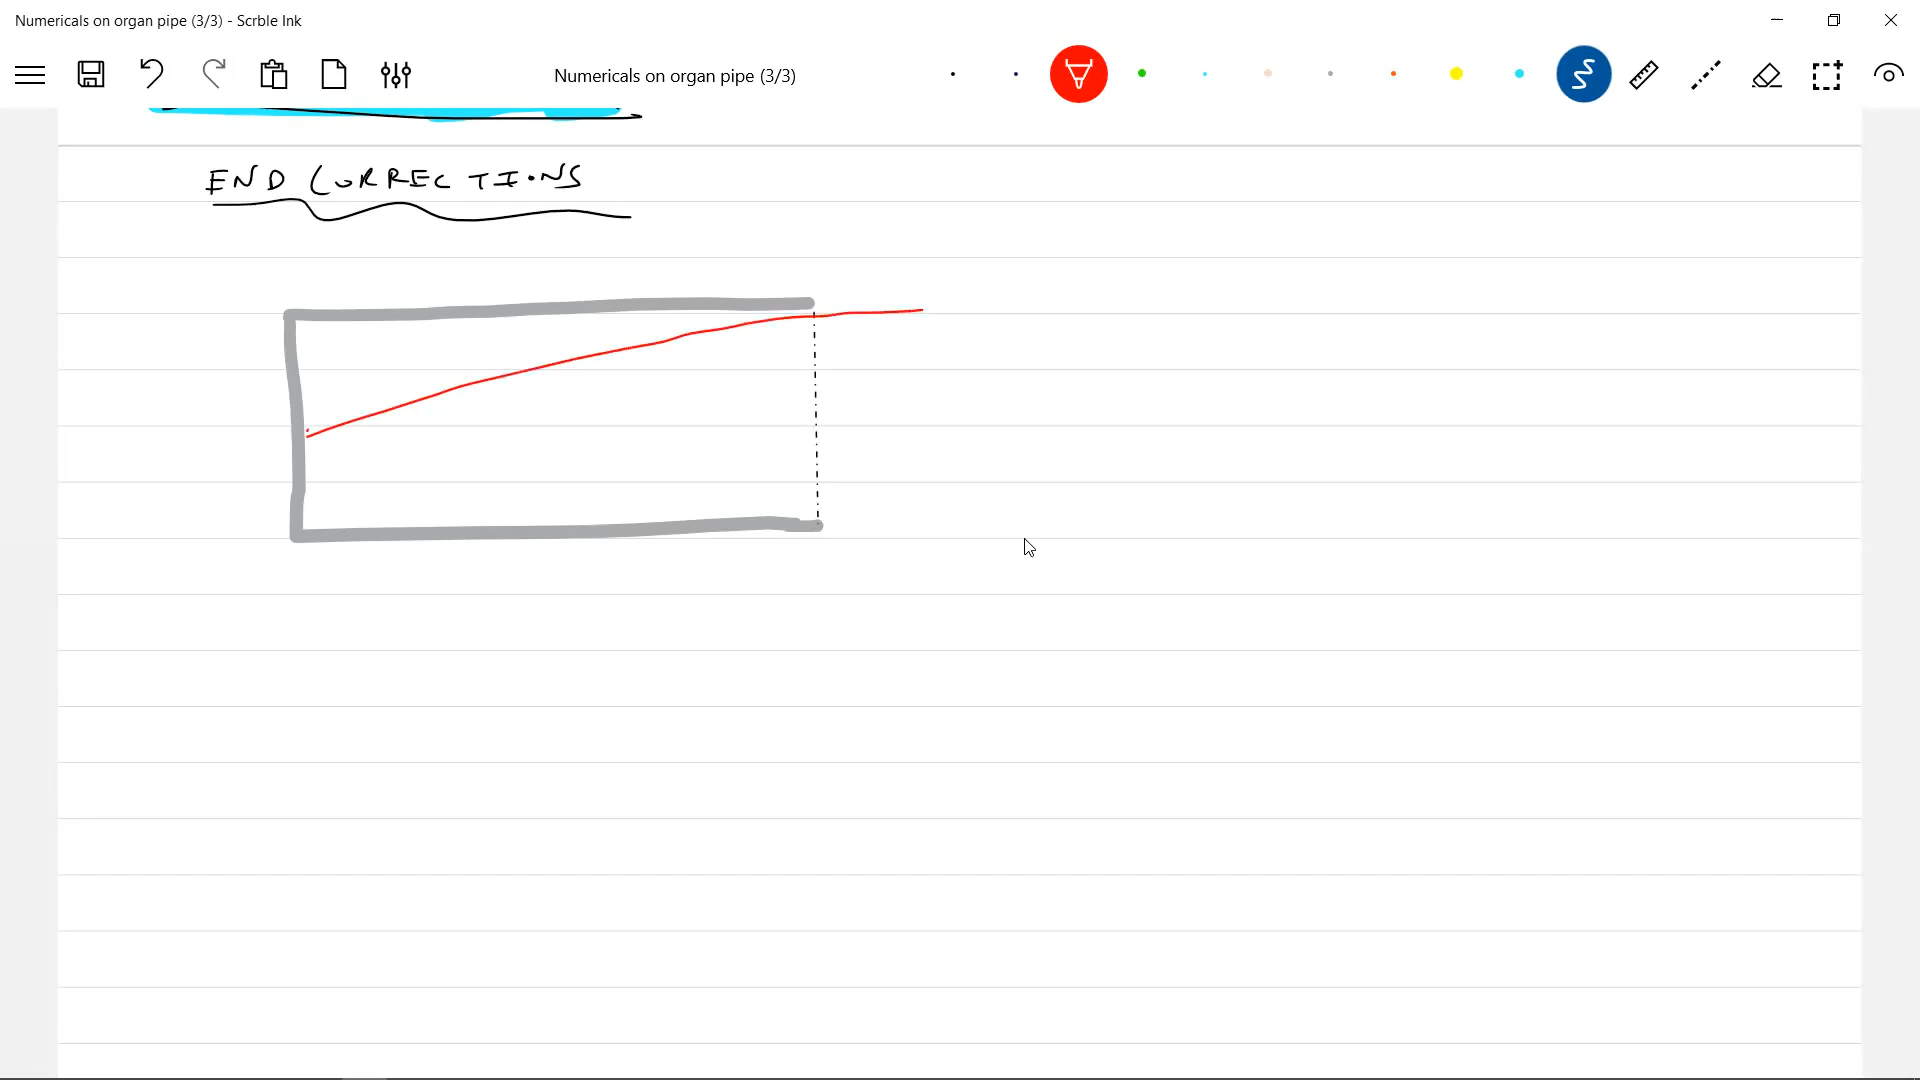 Numericals on organ pipe (3/3) - Scrble Ink
Numericals on organ pipe (3/3)
END CORRECTIONS